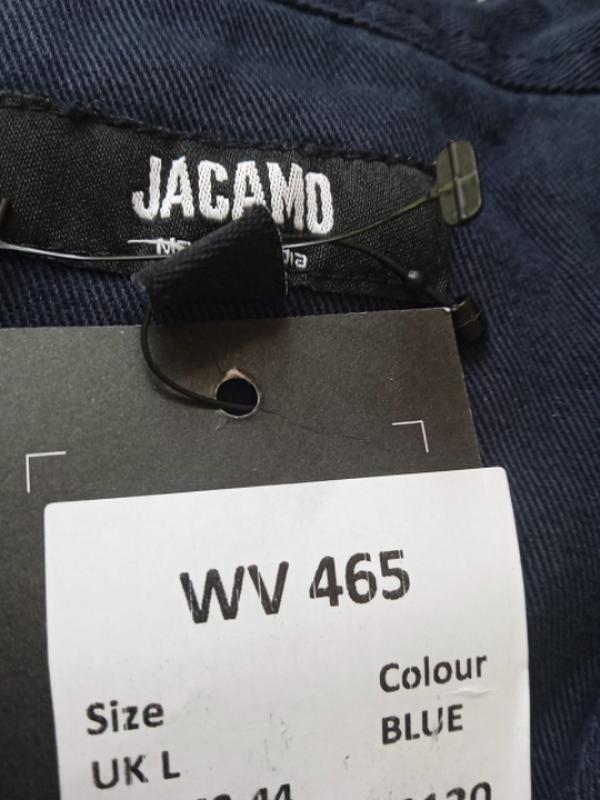 JACAMO
WV 465
Colour
Size
BLUE
UK L